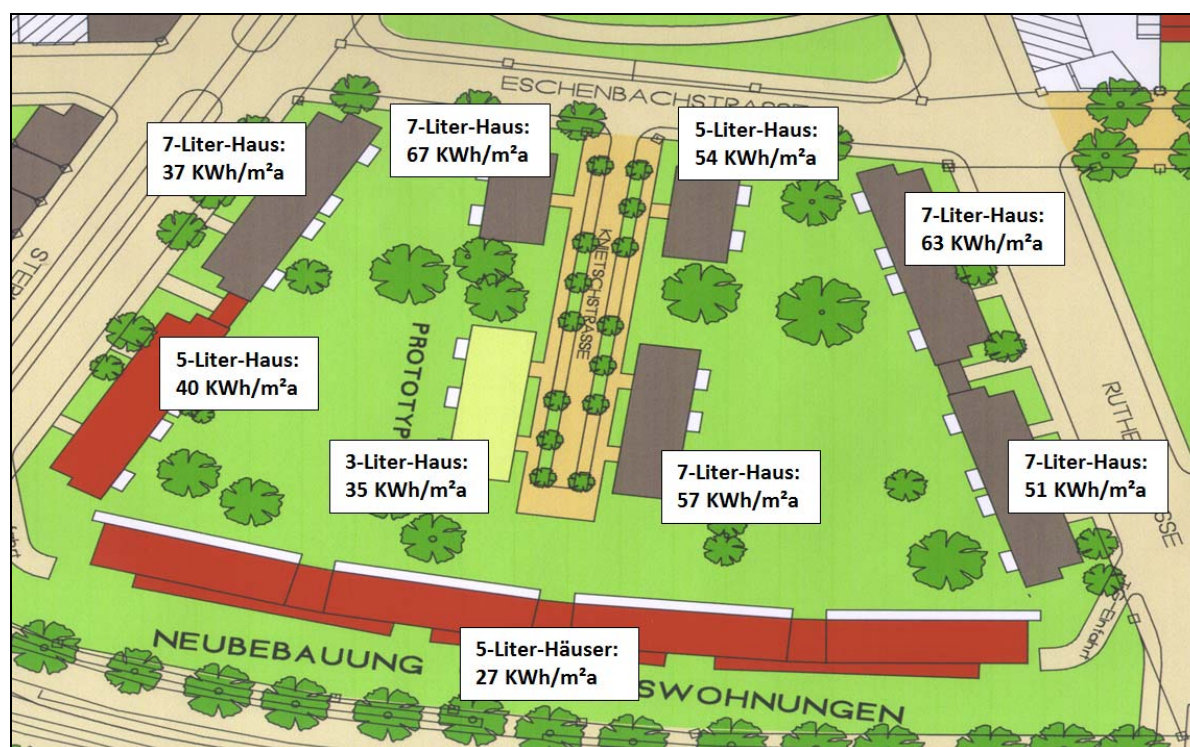 ESCHENBACHSTRASSE
7-Liter-Haus:
37 KWh/m²a
7-Liter-Haus:
67 KWh/m²a
5-Liter-Haus:
54 KWh/m²a
7-Liter-Haus:
63 KWh/m²a
KNIETSCHSTRASSE
PROTOTYP
5-Liter-Haus:
40 KWh/m²a
3-Liter-Haus:
35 KWh/m²a
7-Liter-Haus:
57 KWh/m²a
7-Liter-Haus:
51 KWh/m²a
NEUBEBAUUNG
5-Liter-Häuser:
27 KWh/m²a
SWOHNUNGEN